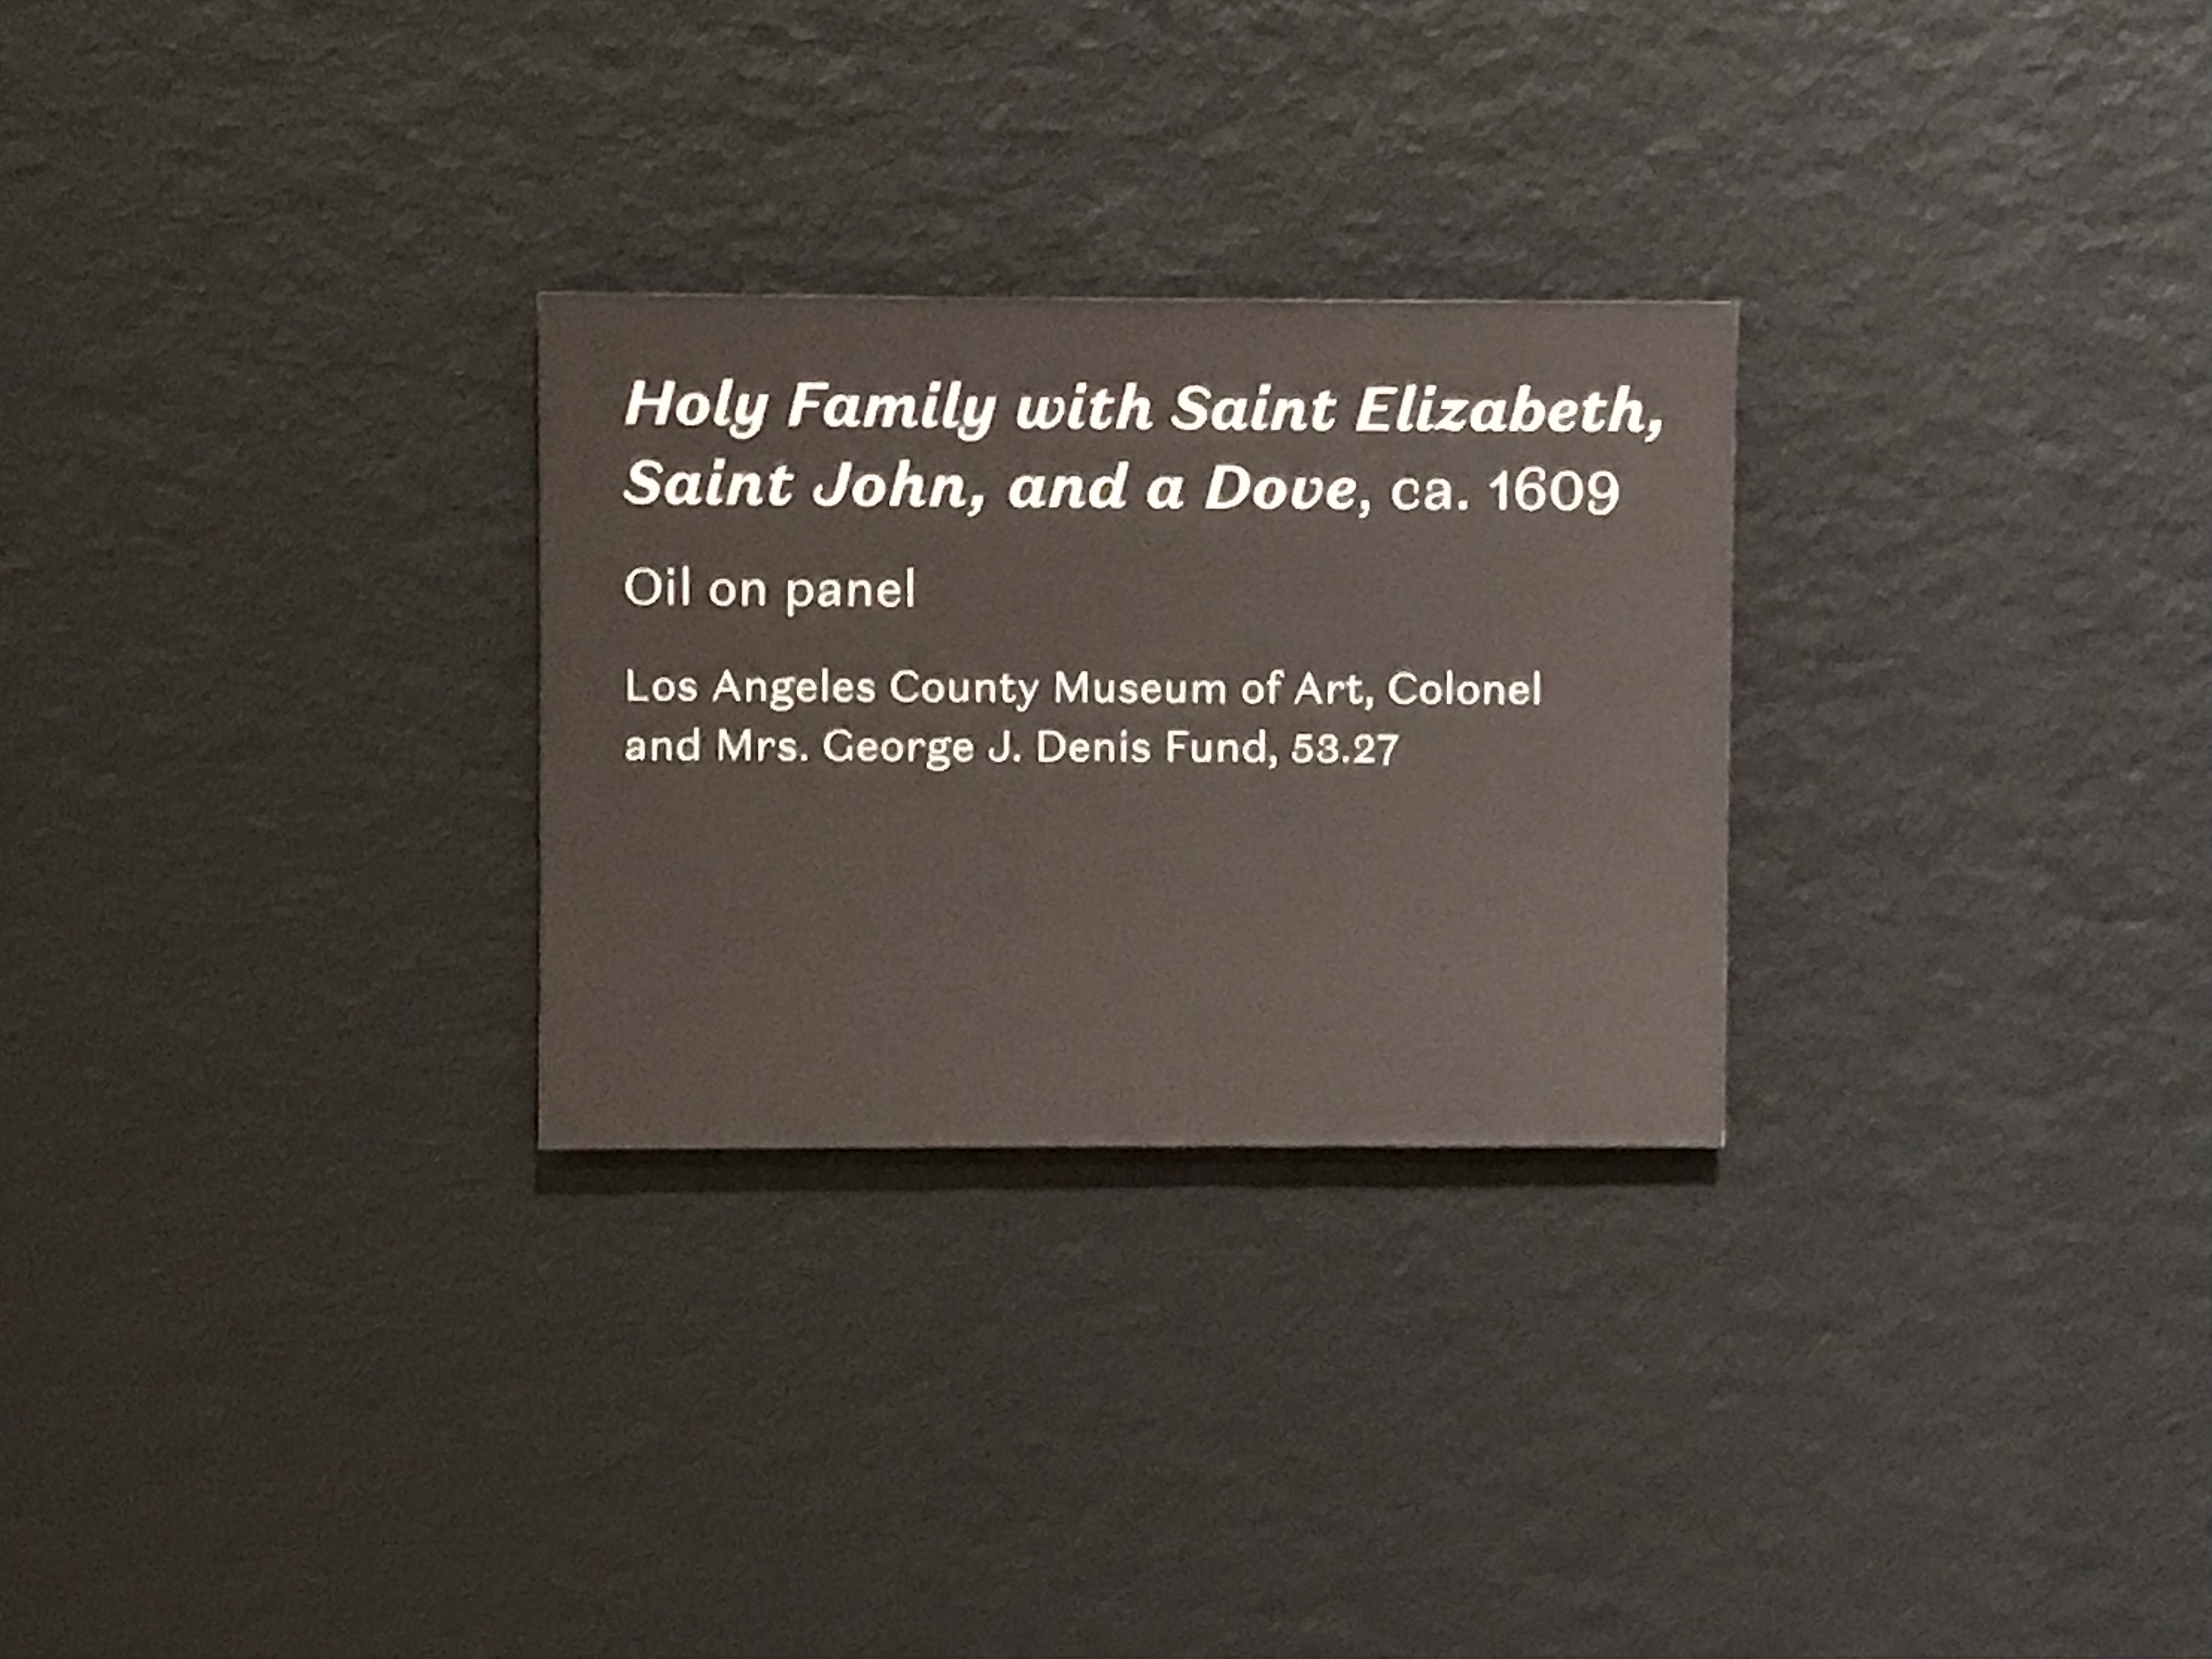 Holy Family with Saint Elizabeth,
Saint John, and a Dove, ca. 1609
Oil on panel
Los Angeles County Museum of Art, Colonel
and Mrs. George J. Denis Fund, 53.27